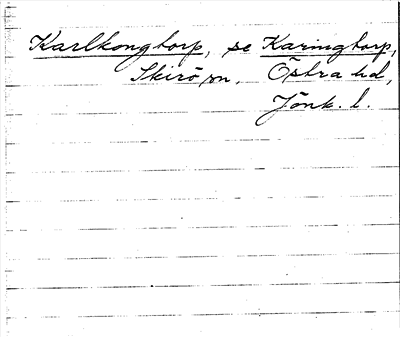 Karlkongtorp, se Karingtorp,
Skirö sn, Östra hd,
Jönk. l.